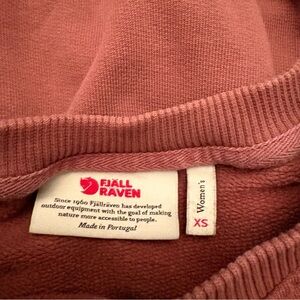 FJÄLL
RÄVEN
Since 1960 Fjällräven has developed
outdoor equipment with the goal of making
nature more accessible to people.
Made in Portugal
Women's
XS